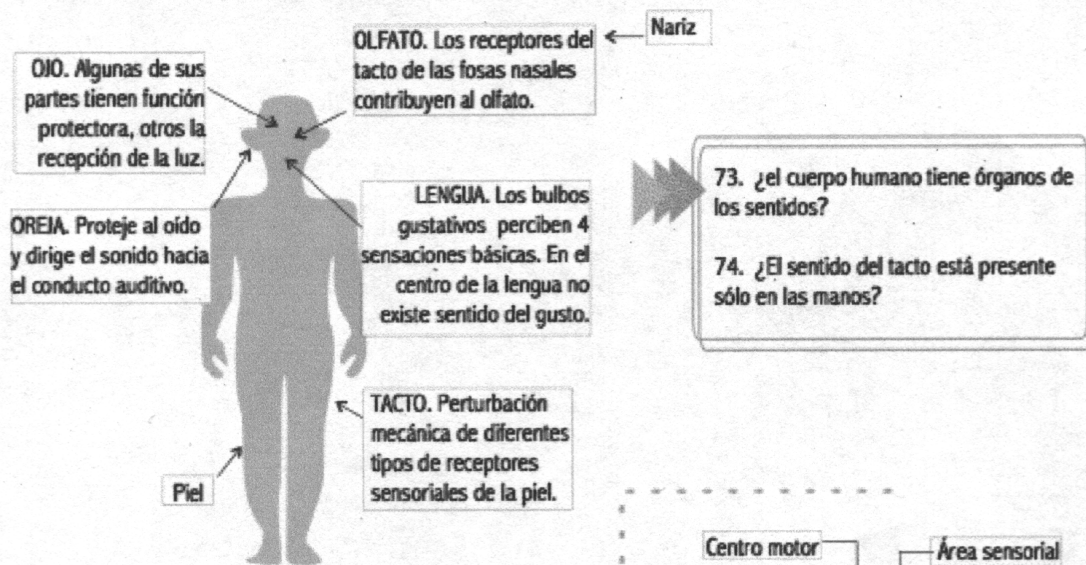 OJO. Algunas de sus
partes tienen función
protectora, otros la
recepción de la luz.
OLFATO. Los receptores del
tacto de las fosas nasales
contribuyen al olfato.
Nariz
OREJA. Proteje al oído
y dirige el sonido hacia
el conducto auditivo.
LENGUA. Los bulbos
gustativos perciben 4
sensaciones básicas. En el
centro de la lengua no
existe sentido del gusto.
73. ¿el cuerpo humano tiene órganos de
los sentidos?
74. ¿El sentido del tacto está presente
sólo en las manos?
TACTO. Perturbación
mecánica de diferentes
tipos de receptores
sensoriales de la piel.
Piel
Centro motor
Área sensorial